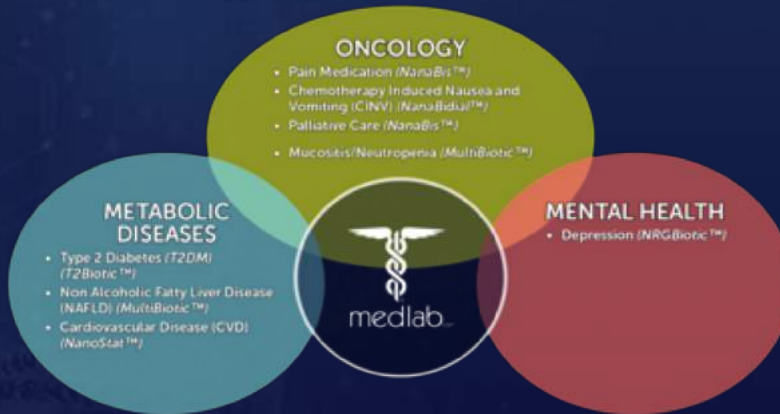 ONCOLOGY
• Pain Medication (NanaBis™)
• Chemotherapy Induced Nausea and
Vomiting (CINV) (NanaBidial™)
• Palliative Care (NanaBis™)
• Mucositis/Neutropenia (MultiBiotic™)
METABOLIC
DISEASES
• Type 2 Diabetes (T2DM)
(T2Biotic™)
• Non Alcoholic Fatty Liver Disease
(NAFLD) (MultiBiotic™)
• Cardiovascular Disease (CVD)
(NanoStat™)
medlab
MENTAL HEALTH
• Depression (NRGBiotic™)